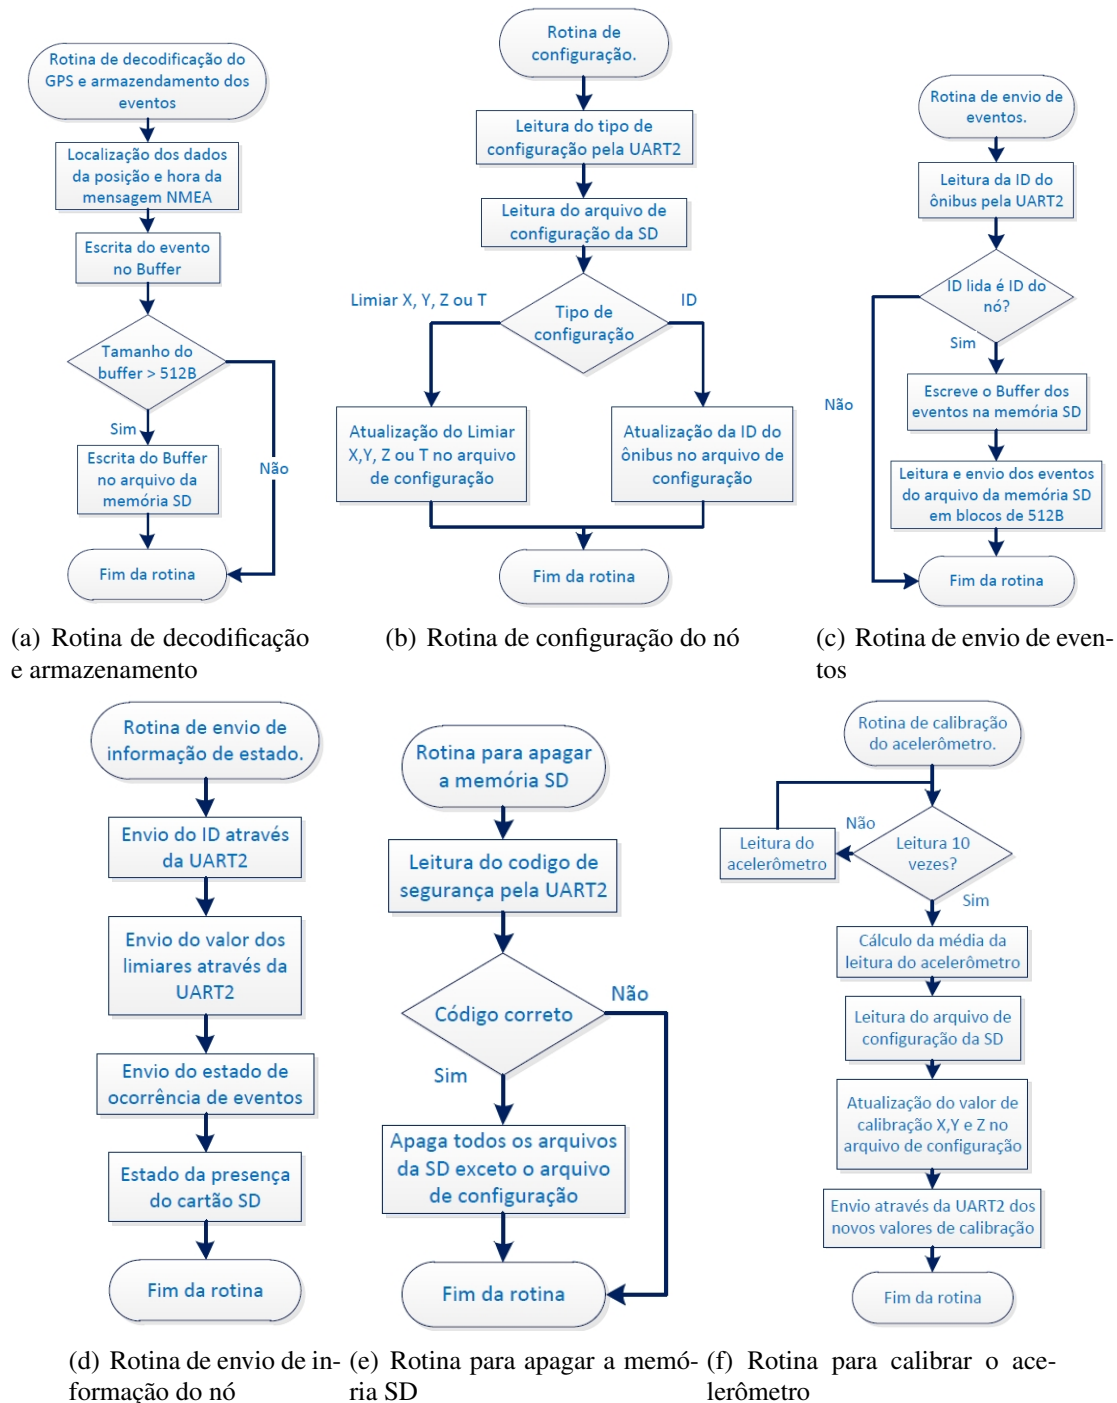 Rotina de decodificação do
GPS e armazendamento dos
eventos
Localização dos dados
da posição e hora da
mensagem NMEA
Escrita do evento
no Buffer
Tamanho do
buffer > 512B
Sim
Não
Escrita do Buffer
no arquivo da
memória SD
Fim da rotina
(a) Rotina de decodificação
e armazenamento
Rotina de
configuração.
Leitura do tipo de
configuração pela UART2
Leitura do arquivo de
configuração da SD
Tipo de
configuração
Limiar X, Y, Z ou T
ID
Atualização do Limiar
X,Y, Z ou T no arquivo
de configuração
Atualização da ID do
ônibus no arquivo de
configuração
Fim da rotina
(b) Rotina de configuração do nó
Rotina de envio de
eventos.
Leitura da ID do
ônibus pela UART2
ID lida é ID do
nó?
Sim
Não
Escreve o Buffer dos
eventos na memória SD
Leitura e envio dos eventos
do arquivo da memória SD
em blocos de 512B
Fim da rotina
(c) Rotina de envio de even-
tos
Rotina de envio de
informação de estado.
Envio do ID através
da UART2
Envio do valor dos
limiares através da
UART2
Envio do estado de
ocorrência de eventos
Estado da presença
do cartão SD
Fim da rotina
(d) Rotina de envio de in-
formação do nó
Rotina para apagar
a memória SD
Leitura do codigo de
segurança pela UART2
Código correto
Não
Sim
Apaga todos os arquivos
da SD exceto o arquivo
de configuração
Fim da rotina
(e) Rotina para apagar a memó-
ria SD
Rotina de calibração
do acelerômetro.
Leitura 10
vezes?
Não
Leitura do
acelerômetro
Sim
Cálculo da média da
leitura do acelerômetro
Leitura do arquivo de
configuração da SD
Atualização do valor de
calibração X,Y e Z no
arquivo de configuração
Envio através da UART2 dos
novos valores de calibração
Fim da rotina
(f) Rotina para calibrar o ace-
lerômetro